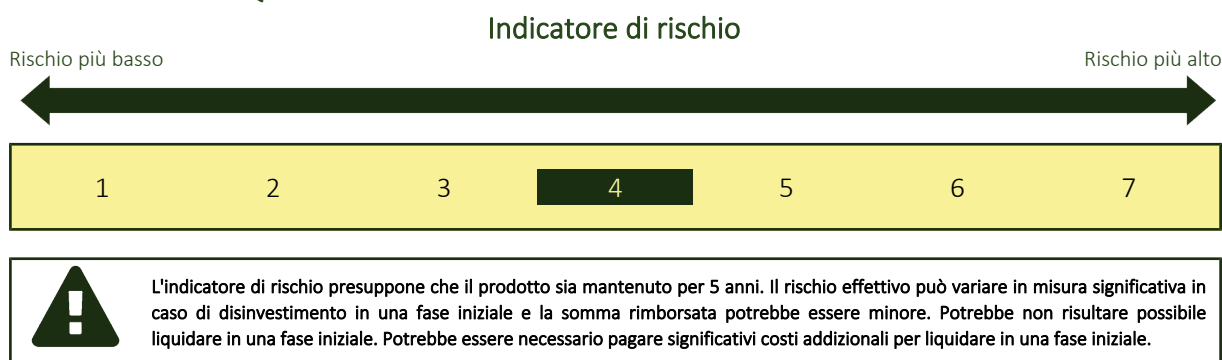 Indicatore di rischio
Rischio più basso
Rischio più alto
1 2 3 4 5 6 7
L'indicatore di rischio presuppone che il prodotto sia mantenuto per 5 anni. Il rischio effettivo può variare in misura significativa in
caso di disinvestimento in una fase iniziale e la somma rimborsata potrebbe essere minore. Potrebbe non risultare possibile
liquidare in una fase iniziale. Potrebbe essere necessario pagare significativi costi addizionali per liquidare in una fase iniziale.